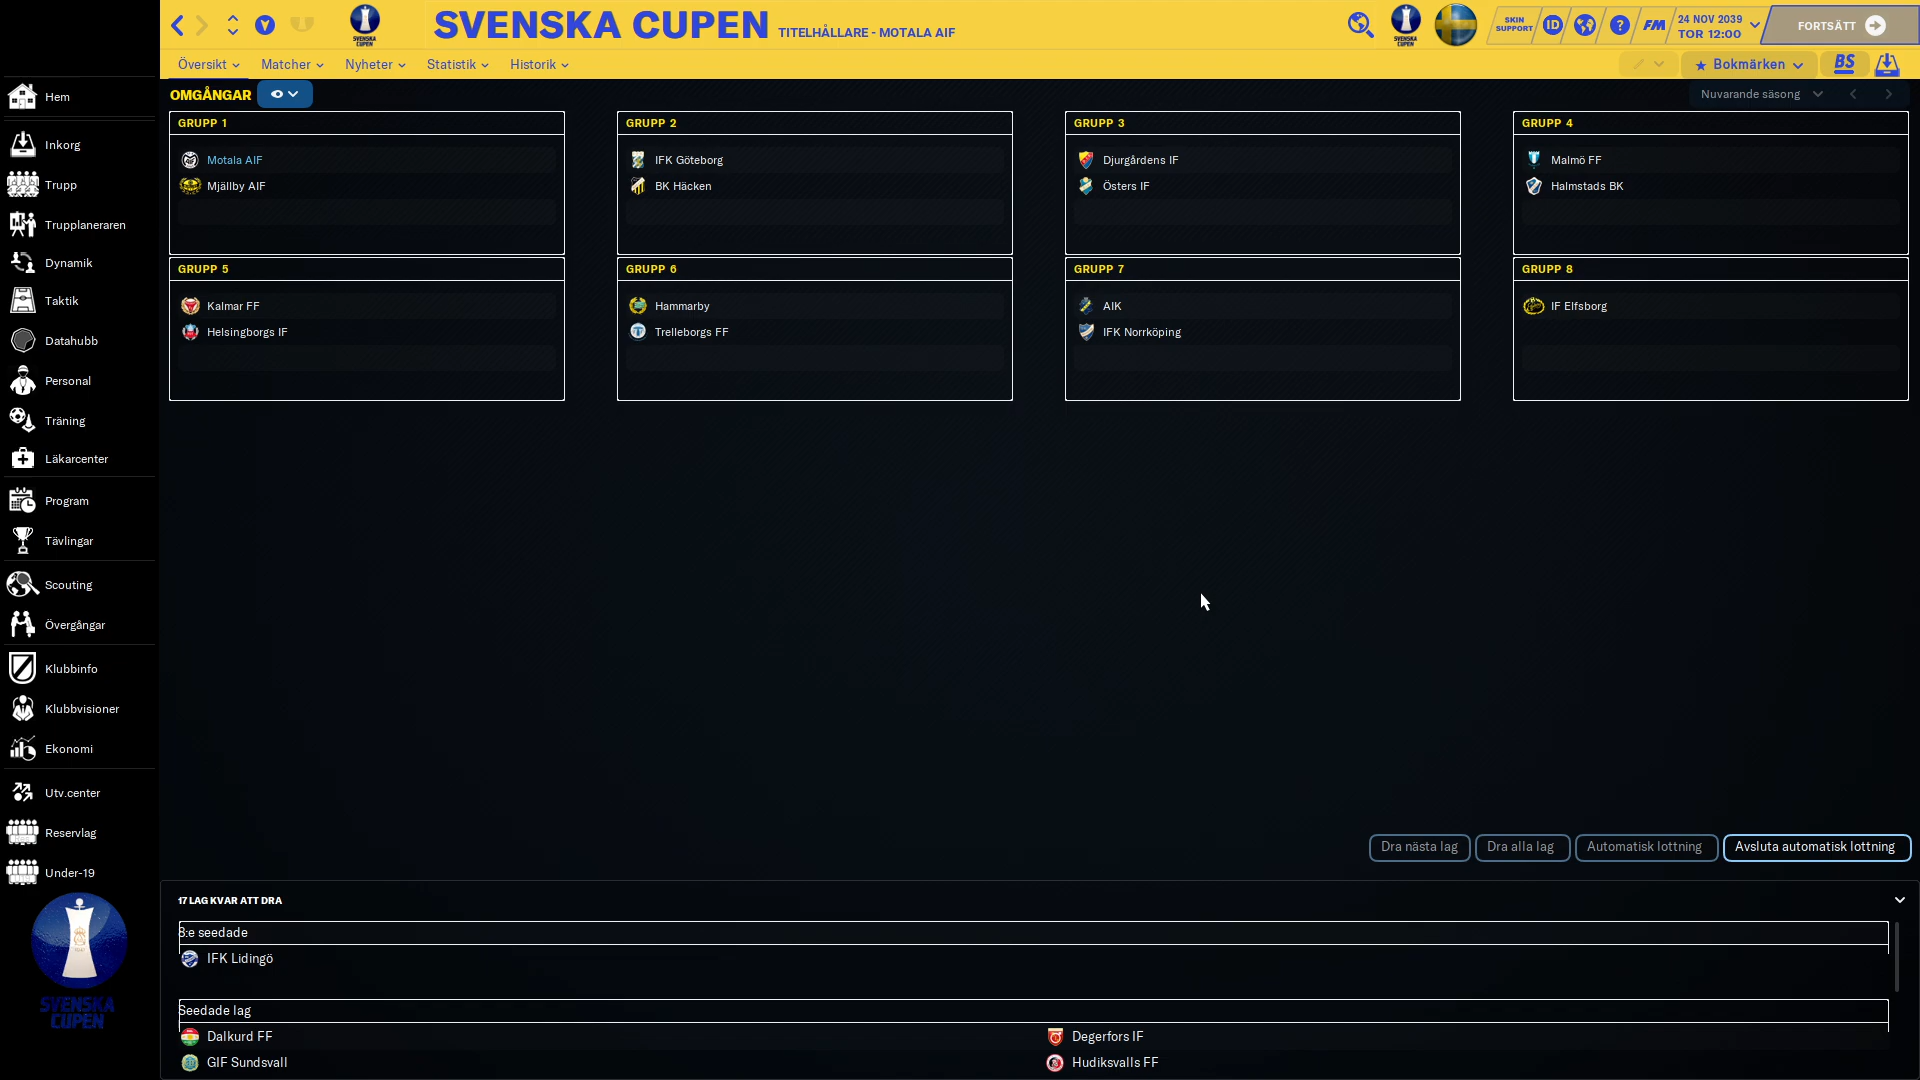 SVENSKA CUPEN TITELHÅLLARE - MOTALA AIF
SKIN SUPPORT
ID
?
FM
24 NOV 2039
TOR 12:00
FORTSÄTT
Översikt
Matcher
Nyheter
Statistik
Historik
Bokmärken
BS
OMGÅNGAR
Nuvarande säsong
Hem
Inkorg
Trupp
Trupplaneraren
Dynamik
Taktik
Datahubb
Personal
Träning
Läkarcenter
Program
Tävlingar
Scouting
Övergångar
Klubbinfo
Klubbvisioner
Ekonomi
Utv.center
Reservlag
Under-19
SVENSKA
CUPEN
GRUPP 1
Motala AIF
Mjällby AIF
GRUPP 2
IFK Göteborg
BK Häcken
GRUPP 3
Djurgårdens IF
Östers IF
GRUPP 4
Malmö FF
Halmstads BK
GRUPP 5
Kalmar FF
Helsingborgs IF
GRUPP 6
Hammarby
Trelleborgs FF
GRUPP 7
AIK
IFK Norrköping
GRUPP 8
IF Elfsborg
Dra nästa lag
Dra alla lag
Automatisk lottning
Avsluta automatisk lottning
17 LAG KVAR ATT DRA
8:e seedade
IFK Lidingö
Seedade lag
Dalkurd FF
Degerfors IF
GIF Sundsvall
Hudiksvalls FF